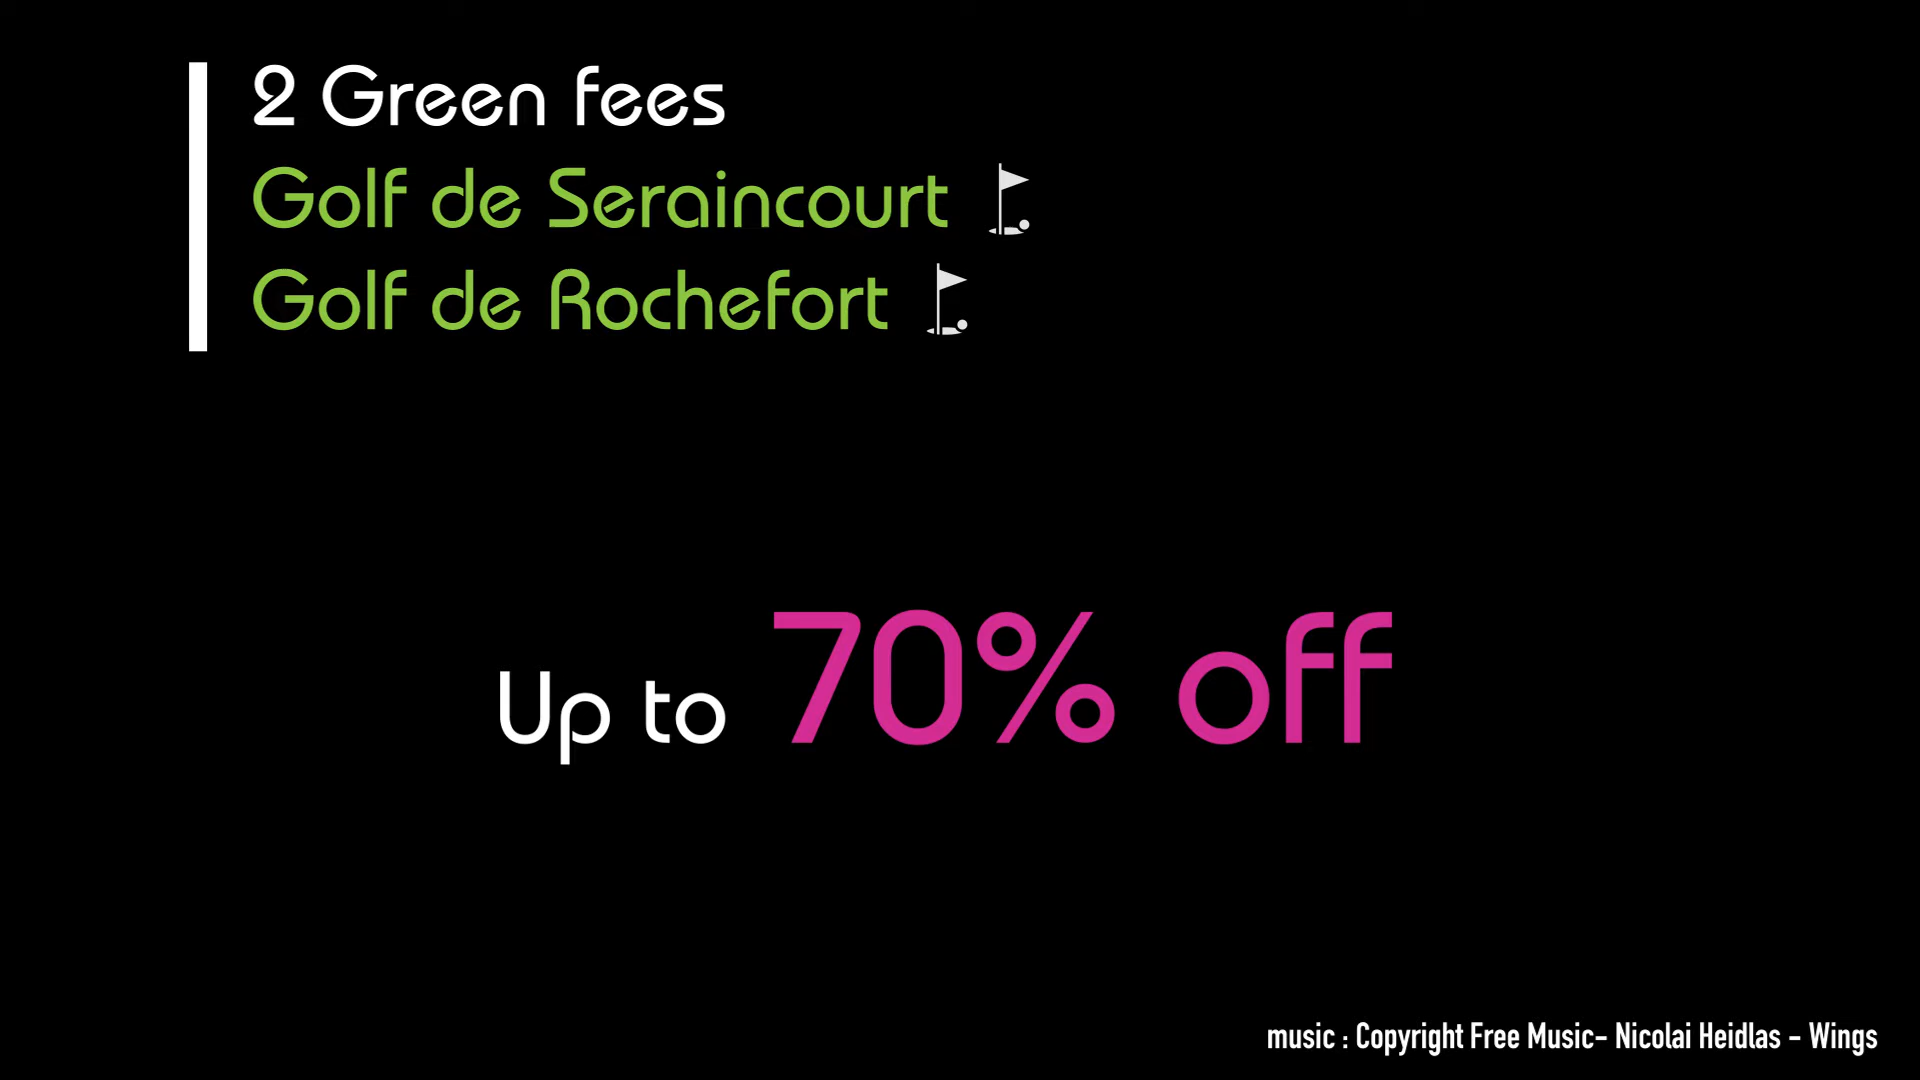 2 Green fees
Golf de Seraincourt
Golf de Rochefort
Up to 70% off
music : Copyright Free Music- Nicolai Heidlas - Wings